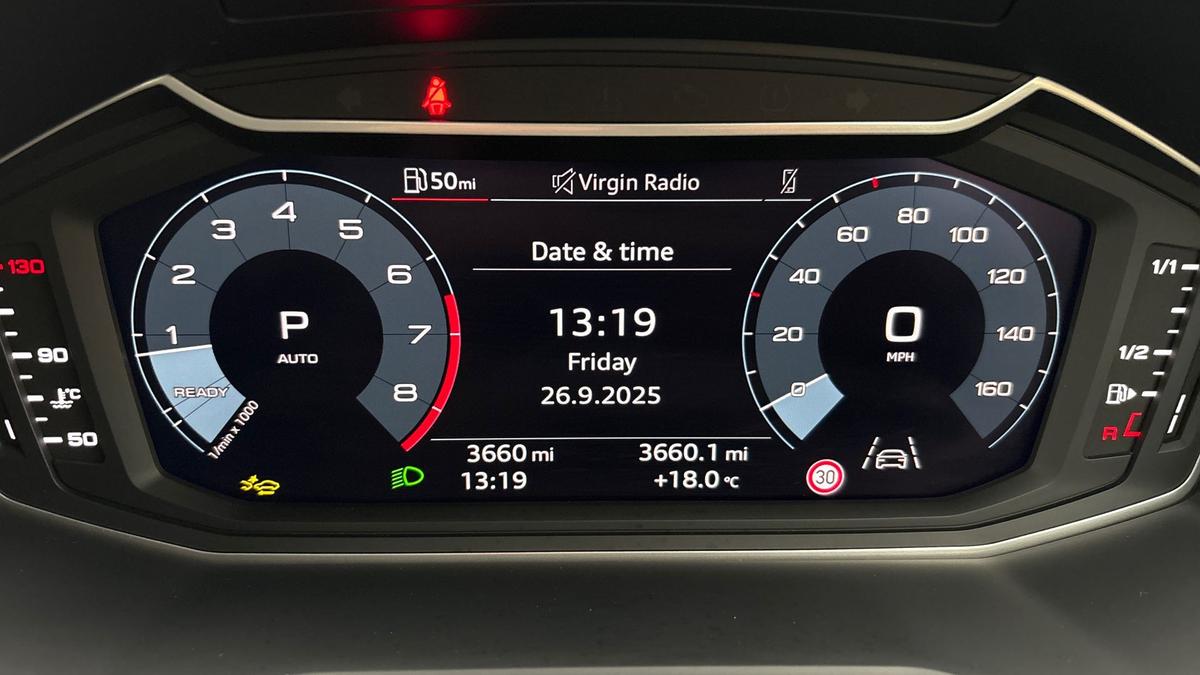 50mi
Virgin Radio
Date & time
13:19
Friday
26.9.2025
3660 mi
3660.1 mi
13:19
+18.0 °C
1
2
3
4
5
6
7
8
READY
1/min x 1000
P
AUTO
0
20
40
60
80
100
120
140
160
0
MPH
30
130
90
°C
50
1/1
1/2
R